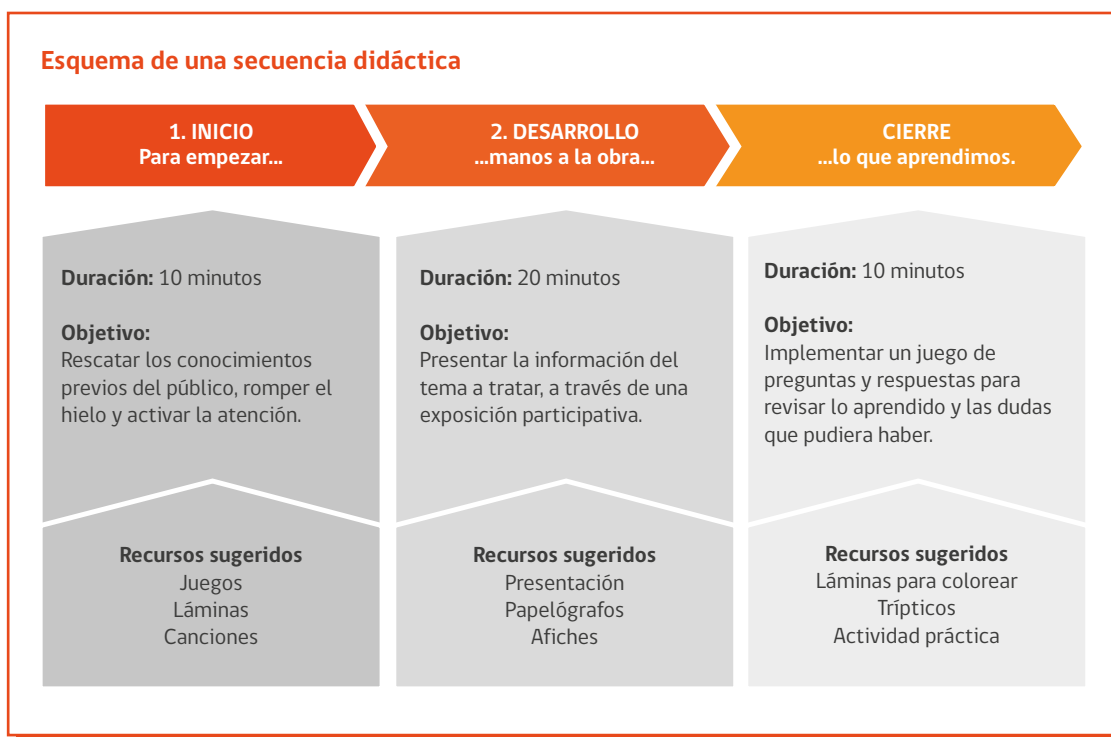 Esquema de una secuencia didáctica
1. INICIO
Para empezar...
2. DESARROLLO
...manos a la obra...
CIERRE
...lo que aprendimos.
Duración: 10 minutos
Objetivo:
Rescatar los conocimientos
previos del público, romper el
hielo y activar la atención.
Recursos sugeridos
Juegos
Láminas
Canciones
Duración: 20 minutos
Objetivo:
Presentar la información del
tema a tratar, a través de una
exposición participativa.
Recursos sugeridos
Presentación
Papelógrafos
Afiches
Duración: 10 minutos
Objetivo:
Implementar un juego de
preguntas y respuestas para
revisar lo aprendido y las dudas
que pudiera haber.
Recursos sugeridos
Láminas para colorear
Trípticos
Actividad práctica